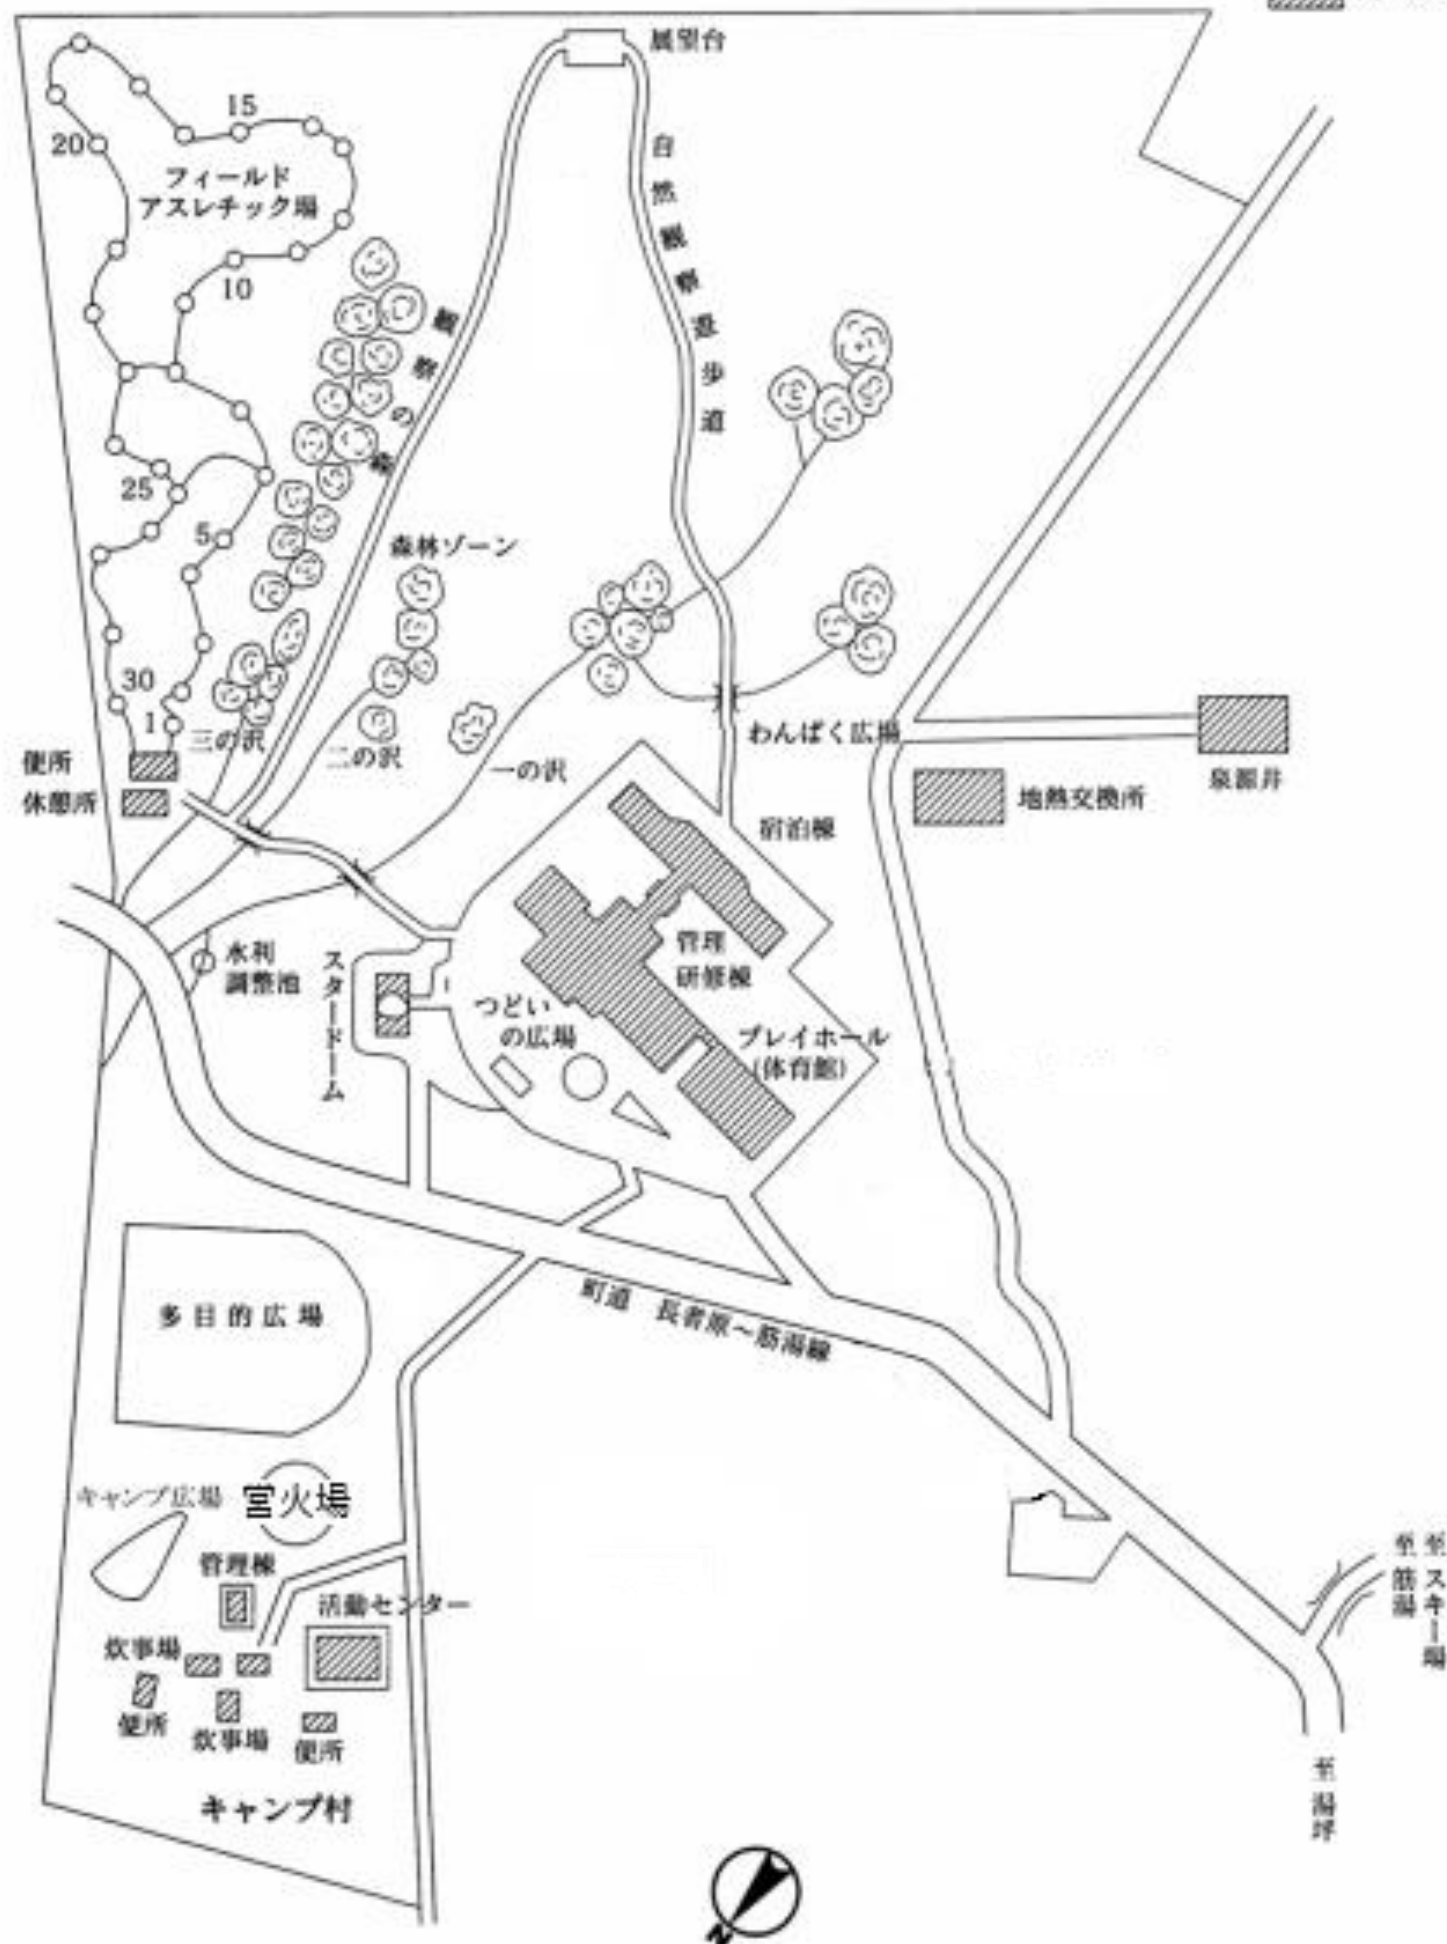 展望台
自然観察遊歩道
15
20
フィールド
アスレチック場
10
観察の森
25
5
森林ゾーン
30
1
三の沢
二の沢
一の沢
わんぱく広場
便所
休憩所
泉源井
地熱交換所
宿泊棟
管理
研修棟
水利
調整池
スタードーム
つどい
の広場
プレイホール
(体育館)
町道 長者原～筋湯線
多目的広場
キャンプ広場
営火場
管理棟
活動センター
炊事場
便所
炊事場
便所
キャンプ村
至スキー場
至筋湯
至湯坪
N